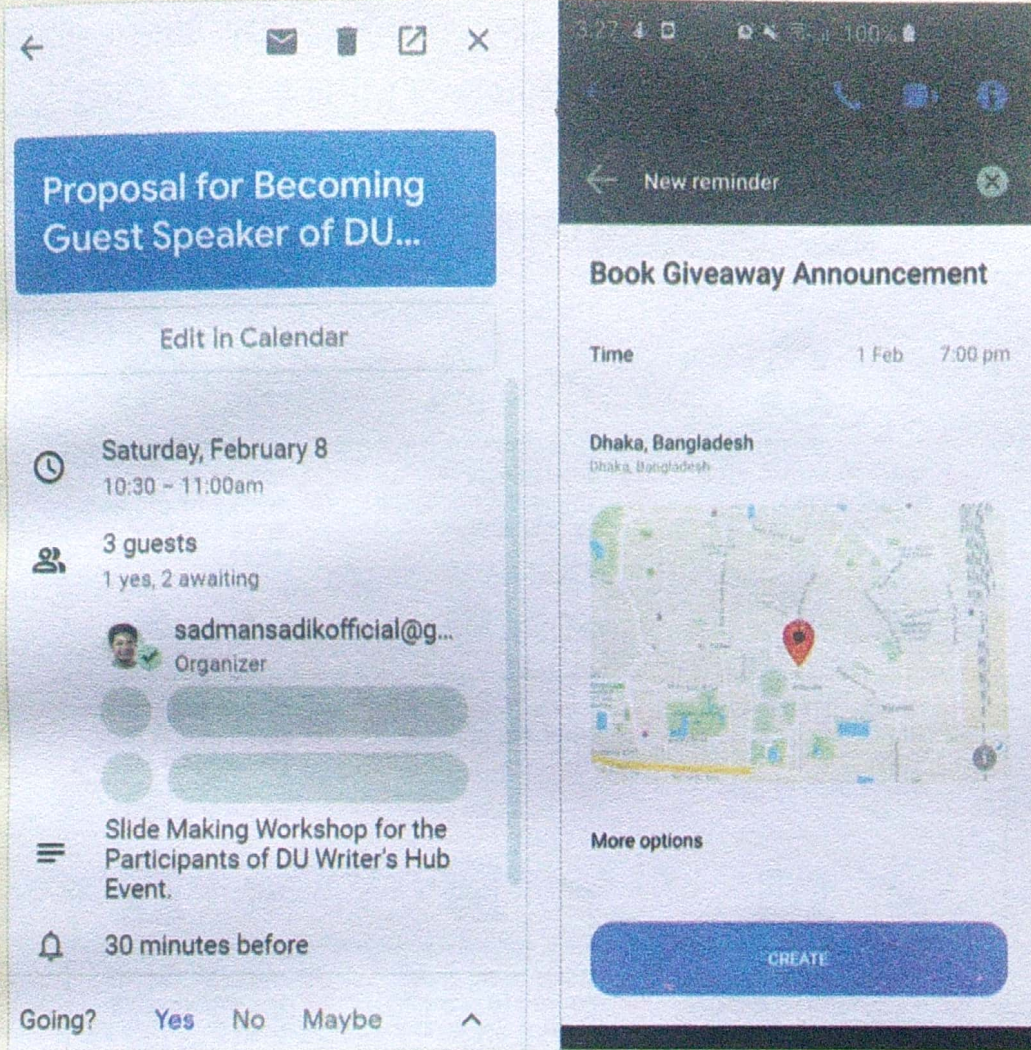 Proposal for Becoming
Guest Speaker of DU...
Edit in Calendar
Saturday, February 8
10:30 – 11:00am
3 guests
1 yes, 2 awaiting
sadmansadikofficial@g...
Organizer
Slide Making Workshop for the
Participants of DU Writer's Hub
Event.
30 minutes before
Going? Yes No Maybe
3:27 100%
New reminder
Book Giveaway Announcement
Time 1 Feb 7:00 pm
Dhaka, Bangladesh
Dhaka, Bangladesh
More options
CREATE